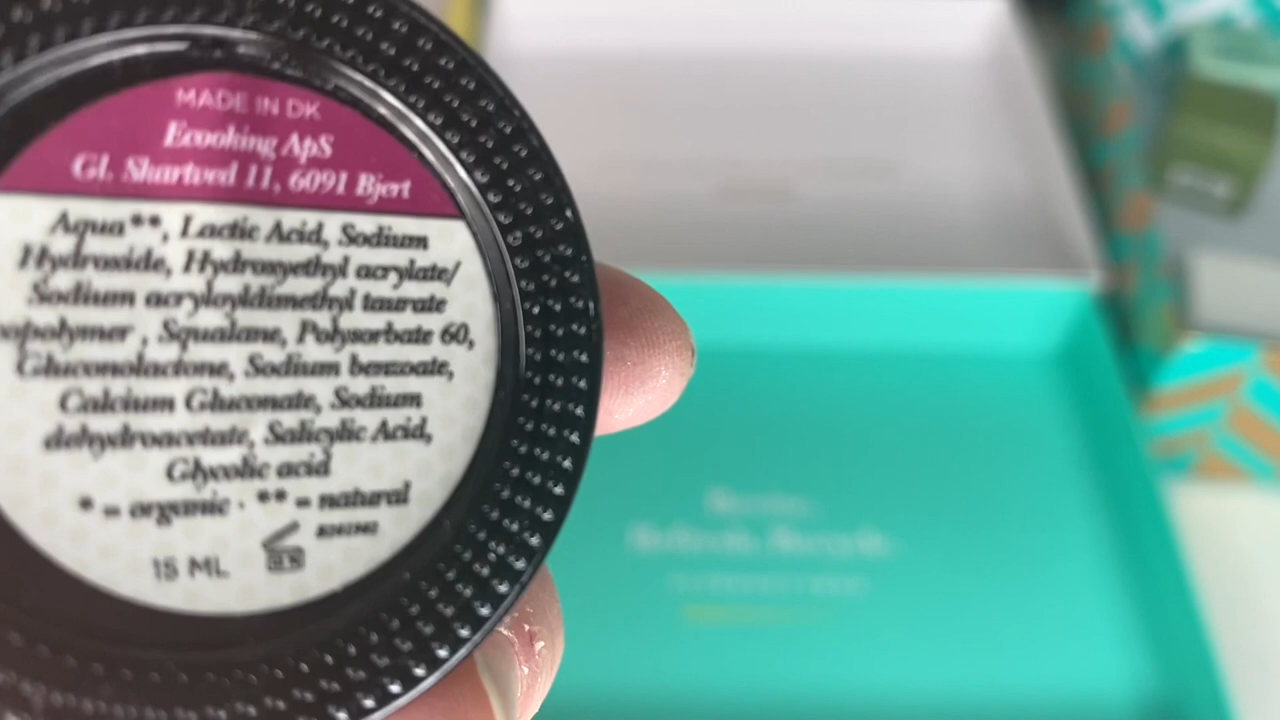 MADE IN DK
Ecooking ApS
Gl. Skartved 11, 6091 Bjert
Aqua**, Lactic Acid, Sodium
Hydroxide, Hydroxyethyl acrylate/
Sodium acryloyldimethyl taurate
Squalane, Polysorbate 60,
Gluconolactone, Sodium benzoate,
Calcium Gluconate, Sodium
dehydroacetate, Salicylic Acid,
Glycolic acid
* = organic · ** = natural
15 ML